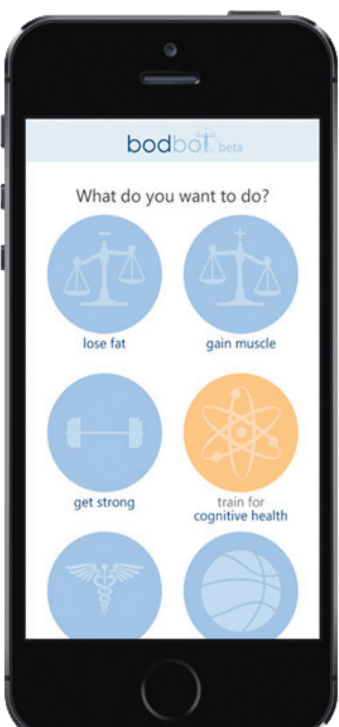 bodbot beta
What do you want to do?
lose fat
gain muscle
get strong
train for
cognitive health